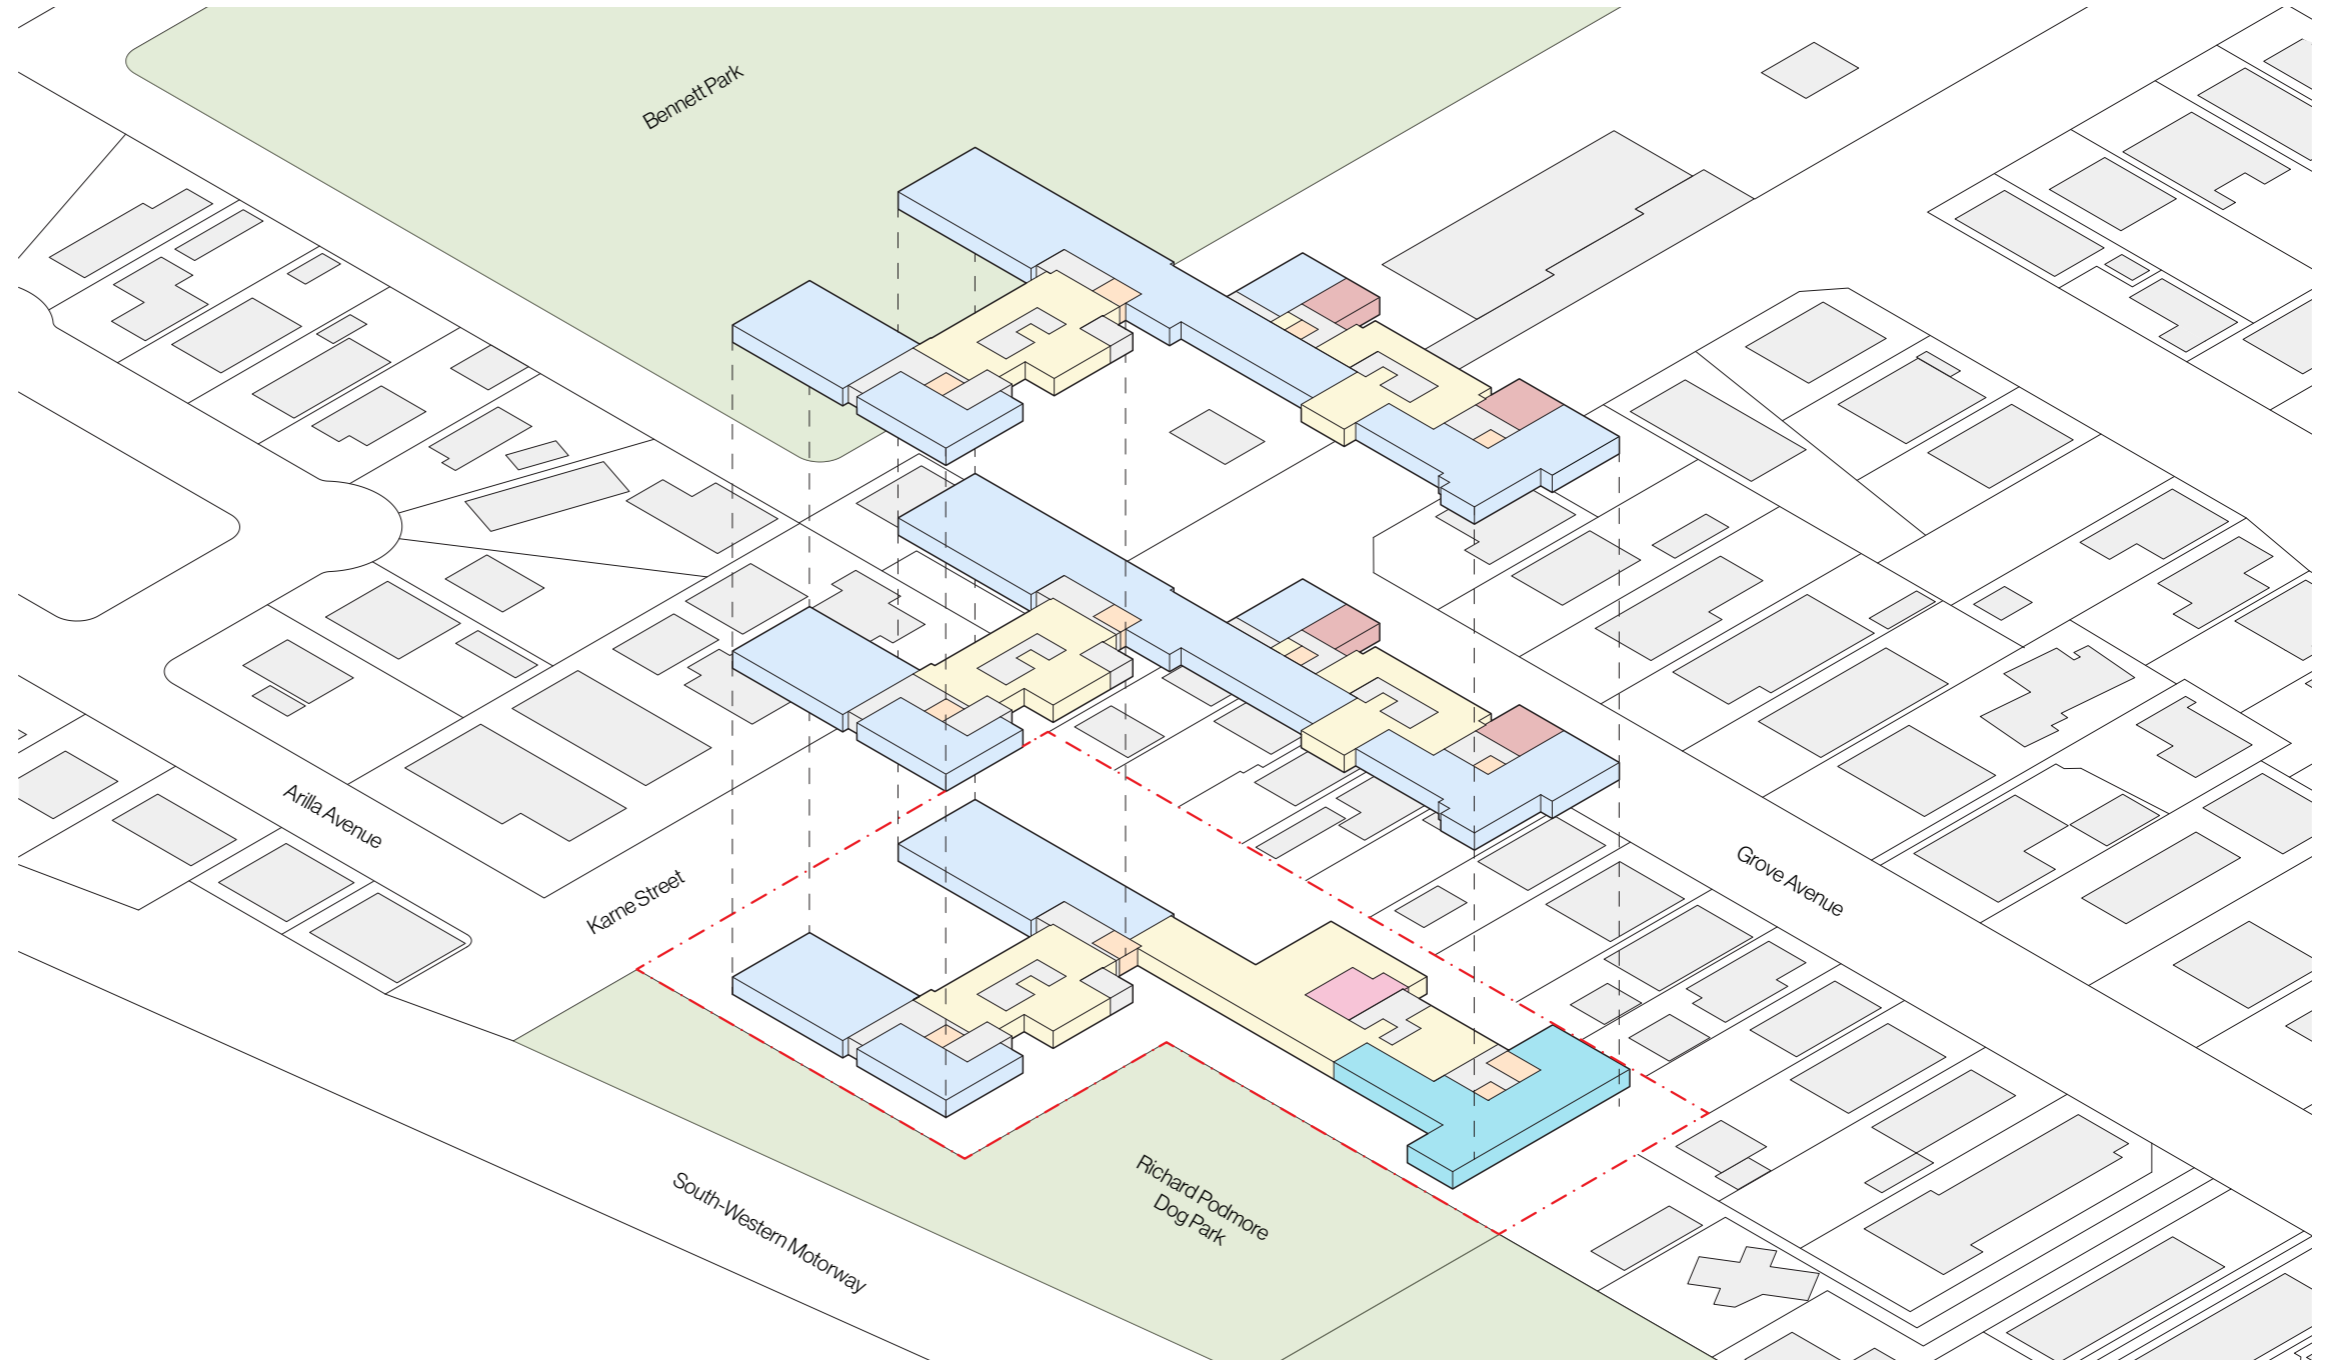 Bennett Park
Arilla Avenue
Karne Street
Grove Avenue
South-Western Motorway
Richard Podmore
Dog Park